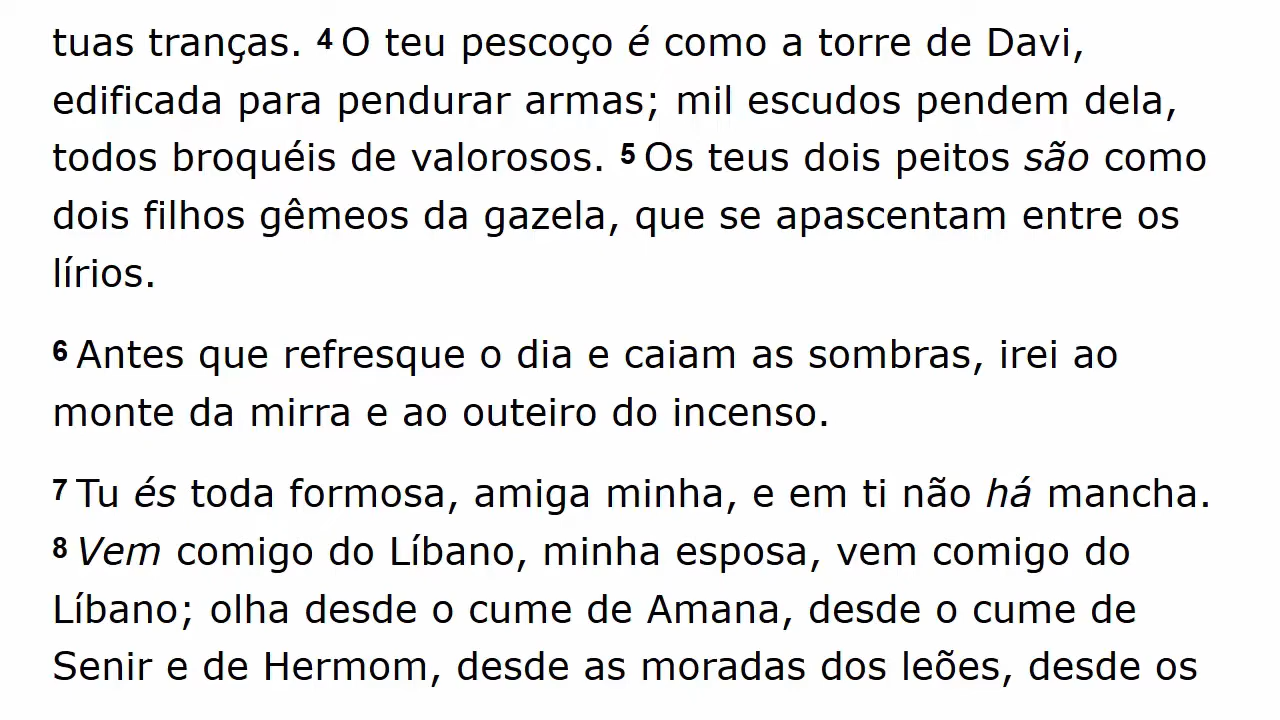 tuas tranças. 4 O teu pescoço é como a torre de Davi,
edificada para pendurar armas; mil escudos pendem dela,
todos broquéis de valorosos. 5 Os teus dois peitos são como
dois filhos gêmeos da gazela, que se apascentam entre os
lírios.
6 Antes que refresque o dia e caiam as sombras, irei ao
monte da mirra e ao outeiro do incenso.
7 Tu és toda formosa, amiga minha, e em ti não há mancha.
8 Vem comigo do Líbano, minha esposa, vem comigo do
Líbano; olha desde o cume de Amana, desde o cume de
Senir e de Hermom, desde as moradas dos leões, desde os